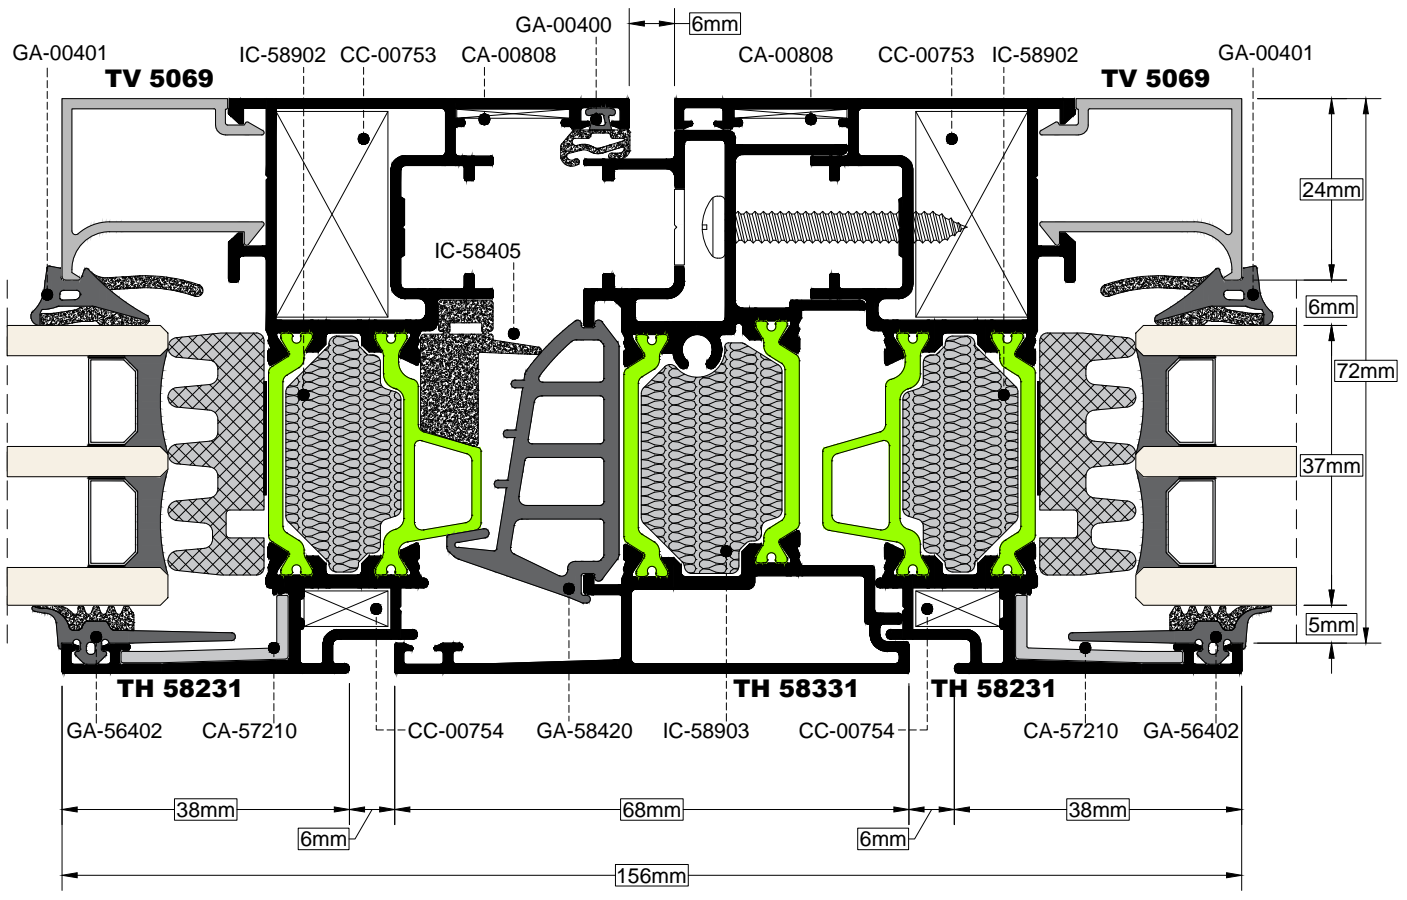 GA-00400
6mm
GA-00401
IC-58902
CC-00753
CA-00808
CA-00808
CC-00753
IC-58902
GA-00401
TV 5069
TV 5069
24mm
IC-58405
6mm
72mm
37mm
5mm
TH 58231
TH 58331
TH 58231
GA-56402
CA-57210
CC-00754
GA-58420
IC-58903
CC-00754
CA-57210
GA-56402
38mm
68mm
38mm
6mm
6mm
156mm